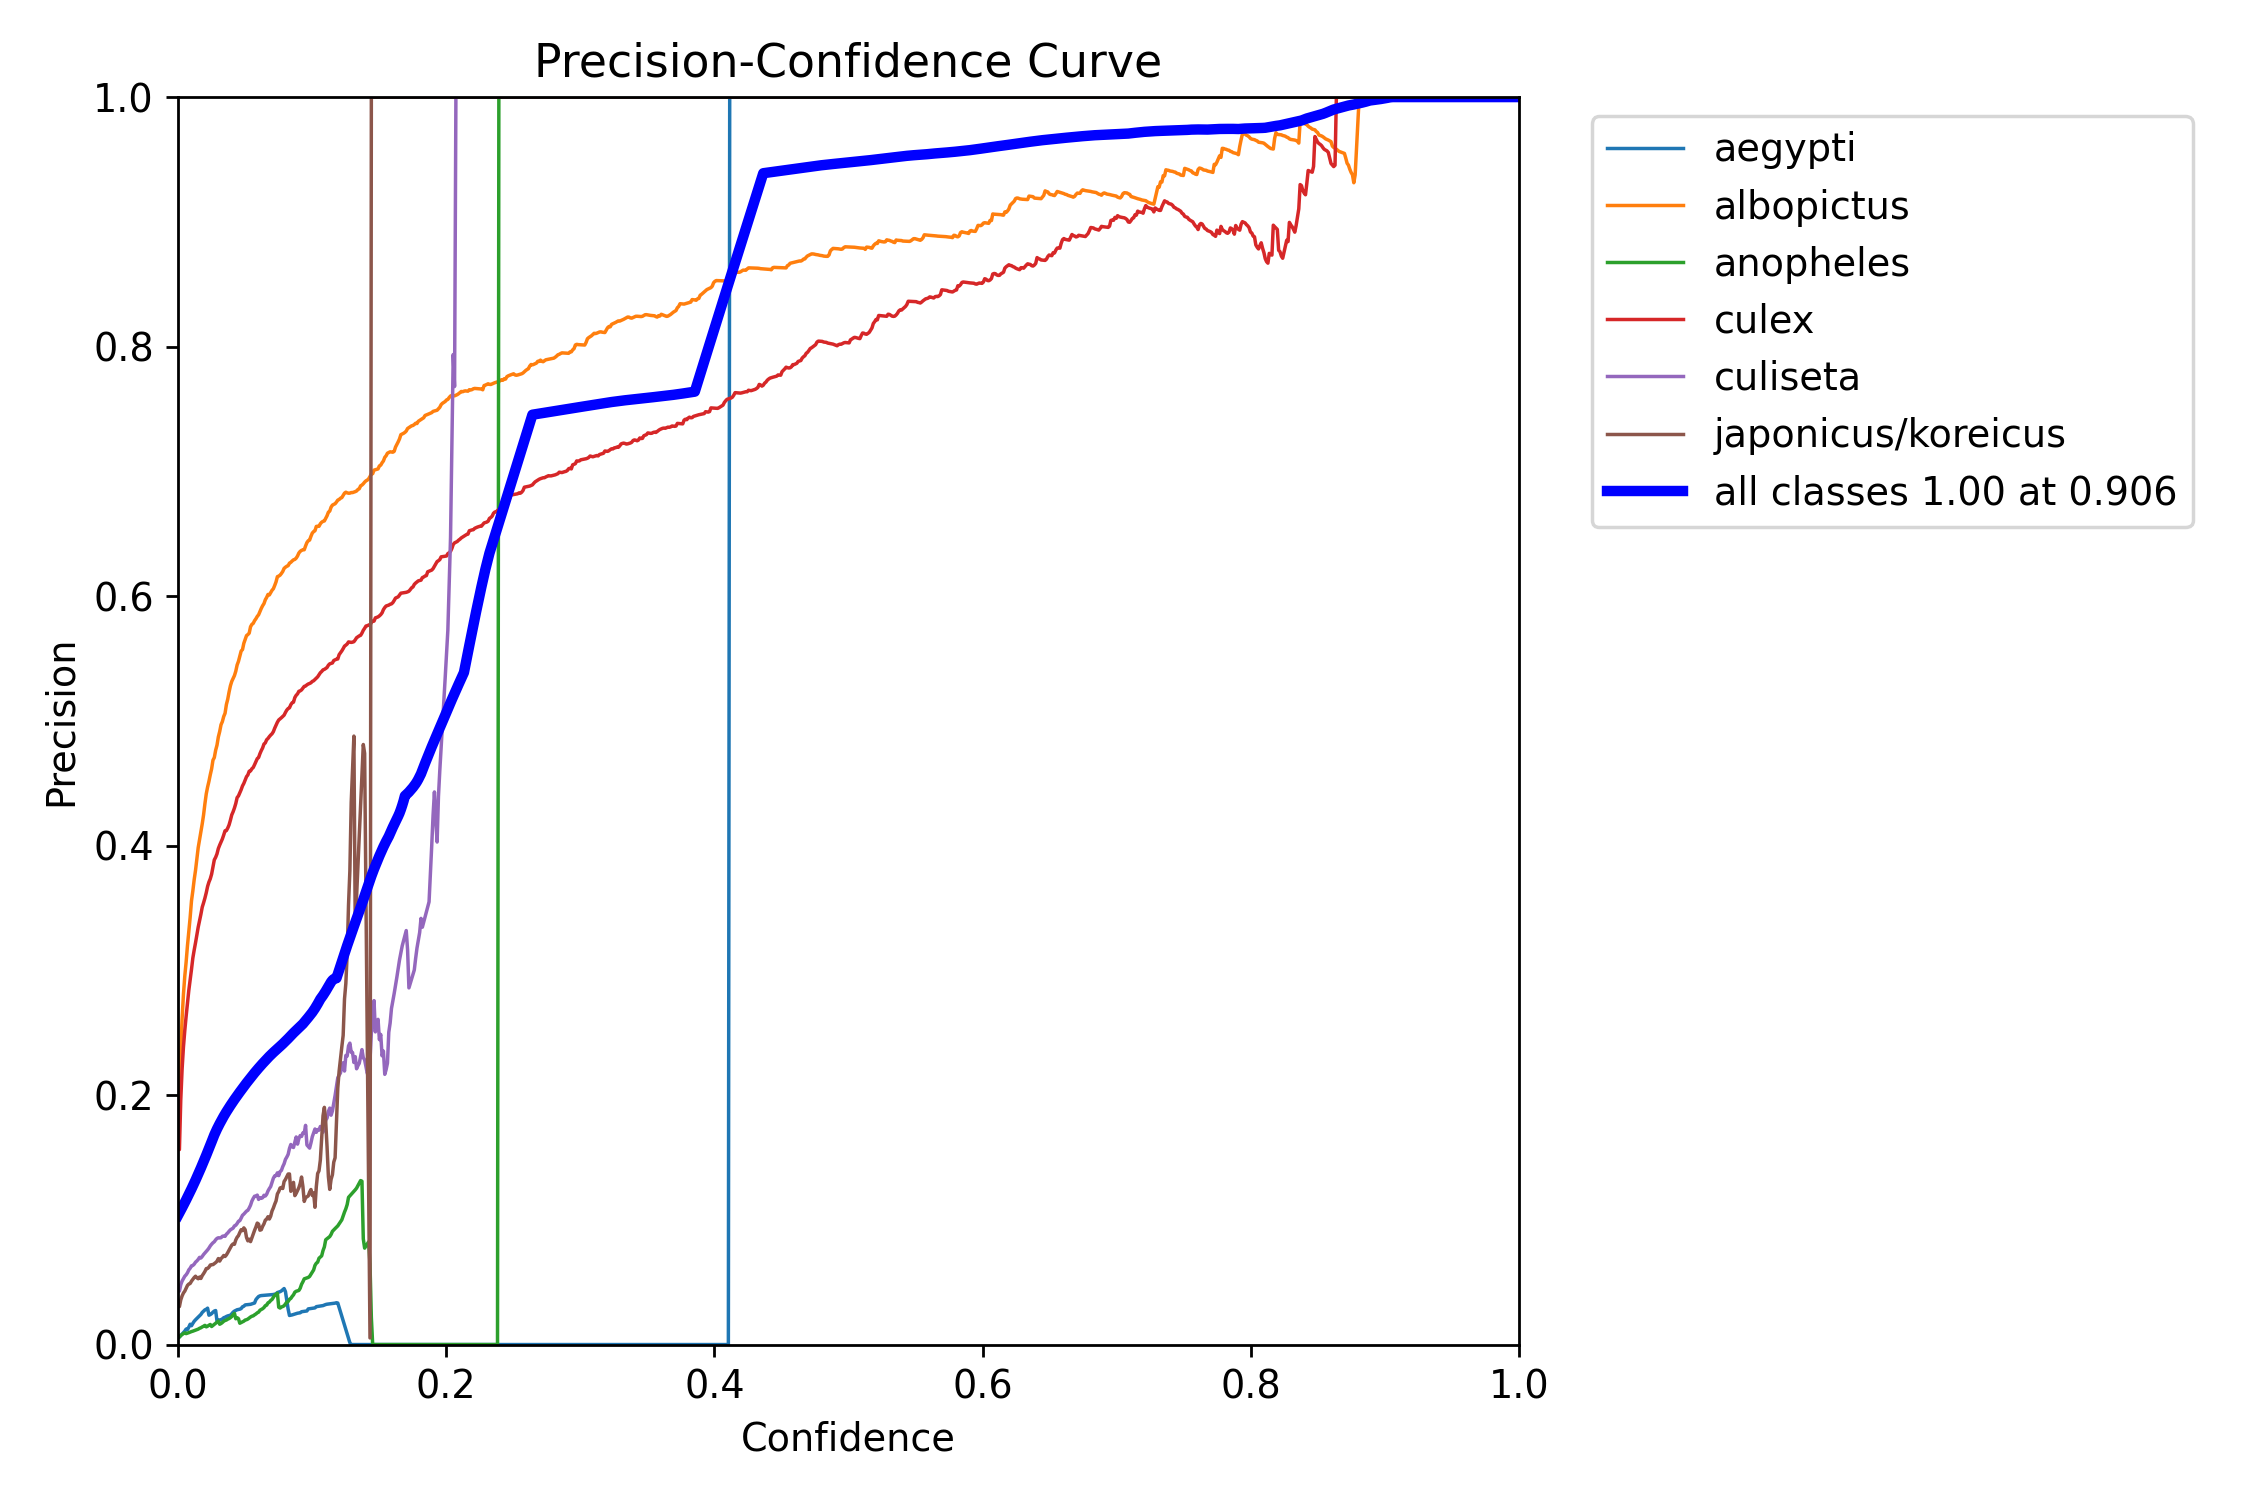 Precision-Confidence Curve
1.0
0.8
0.6
0.4
0.2
0.0
Precision
0.0 0.2 0.4 0.6 0.8 1.0
Confidence
aegypti
albopictus
anopheles
culex
culiseta
japonicus/koreicus
all classes 1.00 at 0.906